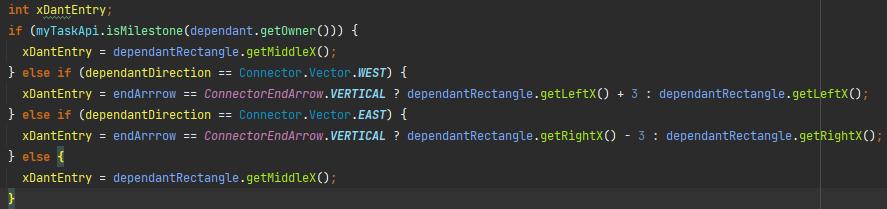 int xDantEntry;
if (myTaskApi.isMilestone(dependant.getOwner())) {
  xDantEntry = dependantRectangle.getMiddleX();
} else if (dependantDirection == Connector.Vector.WEST) {
  xDantEntry = endArrrow == ConnectorEndArrow.VERTICAL ? dependantRectangle.getLeftX() + 3 : dependantRectangle.getLeftX();
} else if (dependantDirection == Connector.Vector.EAST) {
  xDantEntry = endArrrow == ConnectorEndArrow.VERTICAL ? dependantRectangle.getRightX() - 3 : dependantRectangle.getRightX();
} else {
  xDantEntry = dependantRectangle.getMiddleX();
}